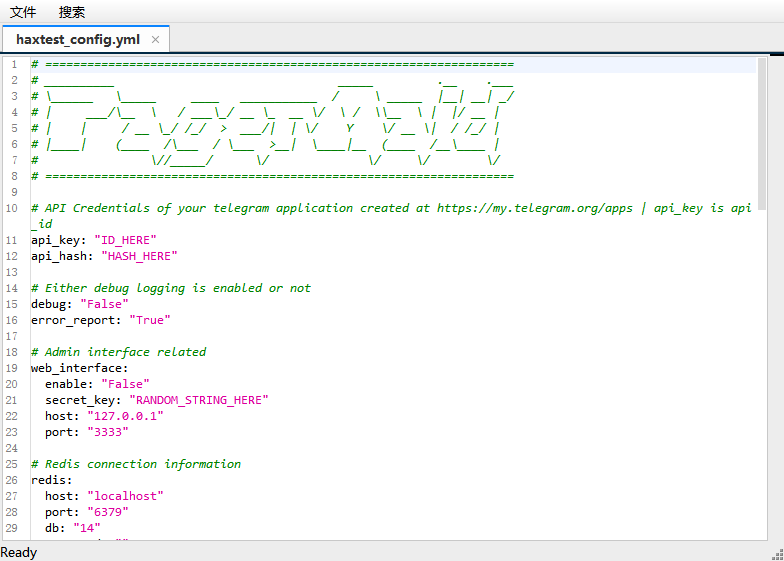 文件 搜索
haxtest_config.yml ×
1 # ===================================================================
2 # __________ _____ .__ .___
3 # \______ \_____ ____ ___________ / \ _____ |__| __| _/
4 # | ___/\__ \ / ___\_/ __ \_ __ \/ \ / \\__ \ | |/ __ |
5 # | | / __ \_/ /_/ > ___/| | \/ Y \/ __ \| / /_/ |
6 # |____| (____ /\___ / \___ >__| \____|__ (____ /__\____ |
7 # \//_____/ \/ \/ \/ \/
8 # ===================================================================
9
10 # API Credentials of your telegram application created at https://my.telegram.org/apps | api_key is api
_id
11 api_key: "ID_HERE"
12 api_hash: "HASH_HERE"
13
14 # Either debug logging is enabled or not
15 debug: "False"
16 error_report: "True"
17
18 # Admin interface related
19 web_interface:
20 enable: "False"
21 secret_key: "RANDOM_STRING_HERE"
22 host: "127.0.0.1"
23 port: "3333"
24
25 # Redis connection information
26 redis:
27 host: "localhost"
28 port: "6379"
29 db: "14"
Ready